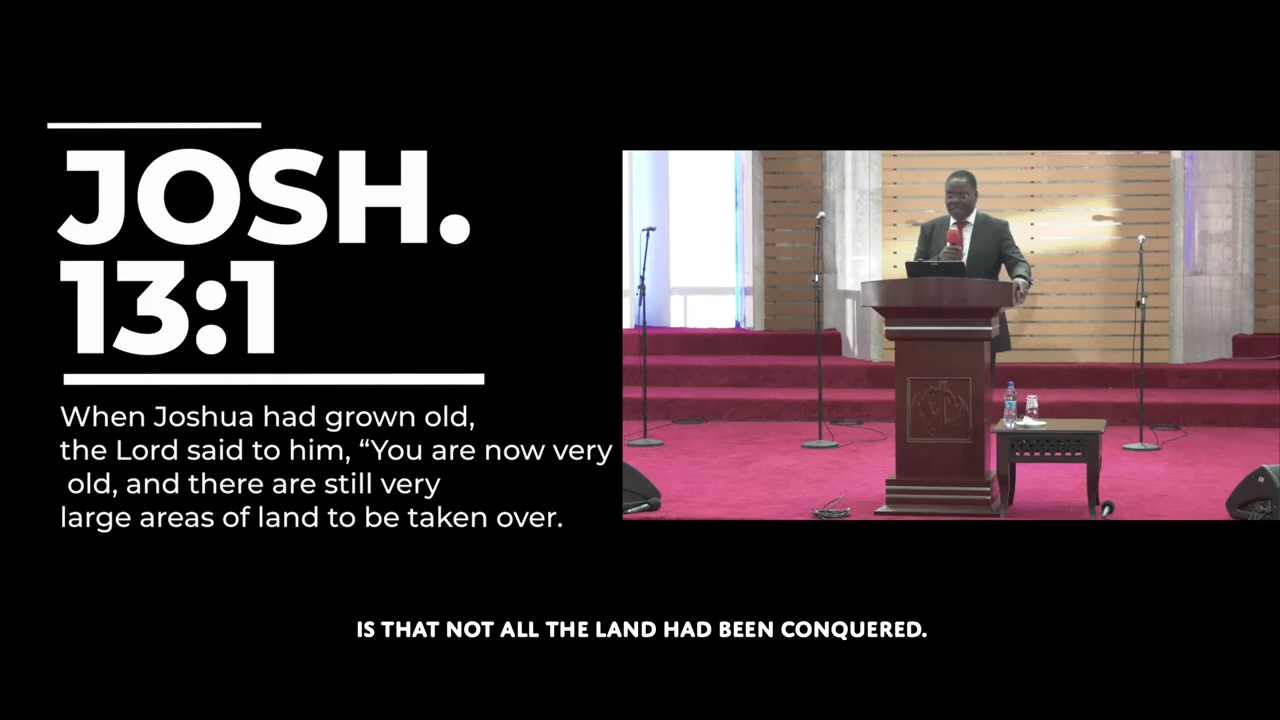 JOSH.
13:1
When Joshua had grown old,
the Lord said to him, “You are now very
old, and there are still very
large areas of land to be taken over.
IS THAT NOT ALL THE LAND HAD BEEN CONQUERED.